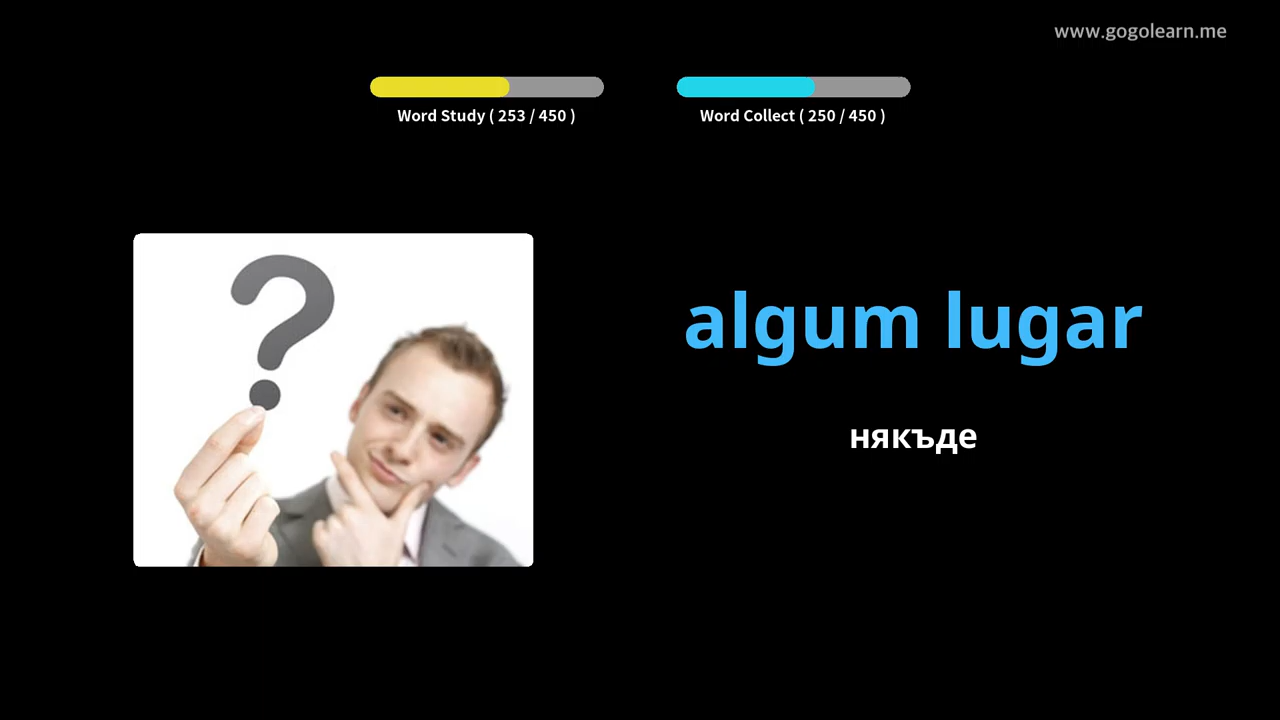 www.gogolearn.me
Word Study ( 253 / 450 )
Word Collect ( 250 / 450 )
?
algum lugar
някъде